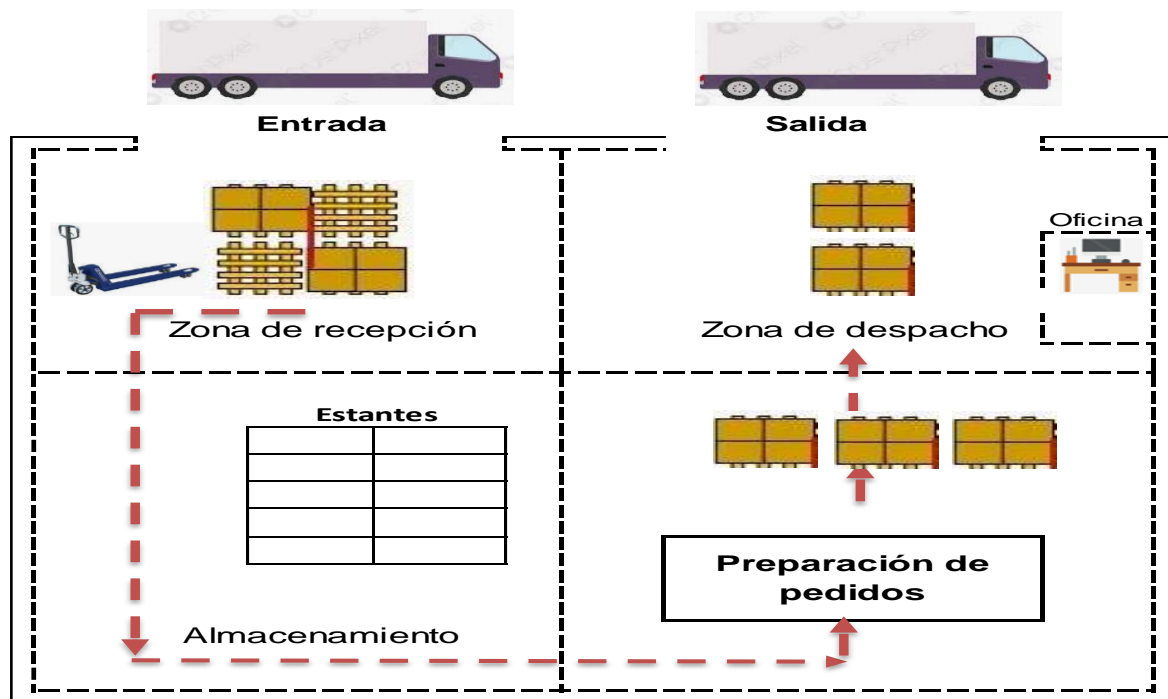 Entrada
Salida
Oficina
Zona de recepción
Zona de despacho
Estantes
Preparación de
pedidos
Almacenamiento